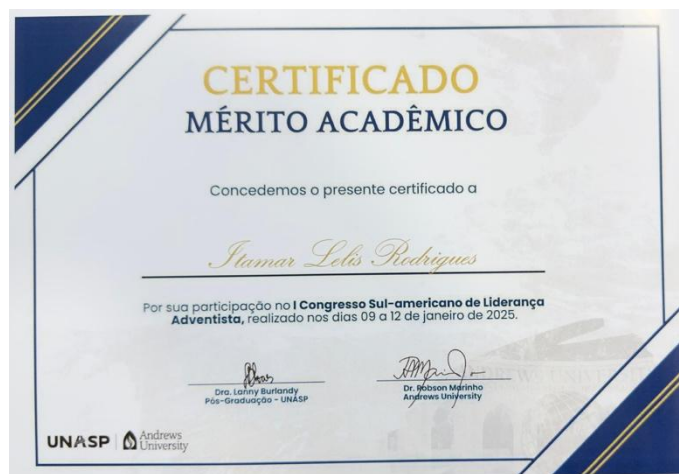 CERTIFICADO
MÉRITO ACADÊMICO
Concedemos o presente certificado a
Itamar Lelis Rodrigues
Por sua participação no I Congresso Sul-americano de Liderança
Adventista, realizado nos dias 09 a 12 de janeiro de 2025.
Dra. Lanny Burlandy
Pós-Graduação - UNASP
Dr. Robson Marinho
Andrews University
UNASP
Andrews
University